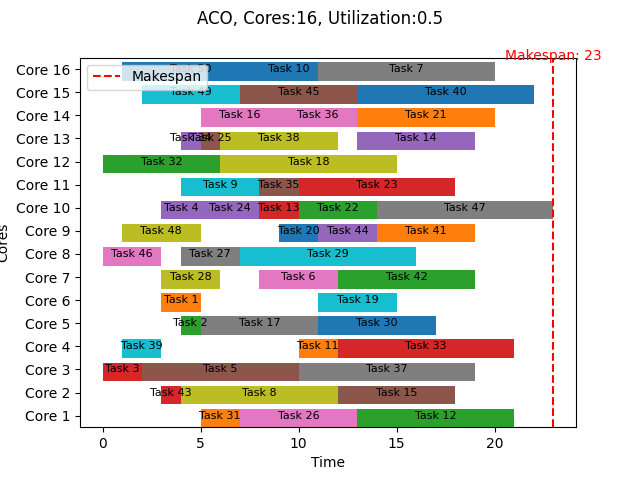 ACO, Cores:16, Utilization:0.5
Makespan: 23
Makespan
Core 16 Task 10 Task 7
Core 15 Task 49 Task 45 Task 40
Core 14 Task 16 Task 36 Task 21
Core 13 Task 25 Task 38 Task 14
Core 12 Task 32 Task 18
Core 11 Task 9 Task 35 Task 23
Core 10 Task 4 Task 24 Task 13 Task 22 Task 47
Core 9 Task 48 Task 20 Task 44 Task 41
Core 8 Task 46 Task 27 Task 29
Core 7 Task 28 Task 6 Task 42
Core 6 Task 1 Task 19
Core 5 Task 2 Task 17 Task 30
Core 4 Task 39 Task 11 Task 33
Core 3 Task 3 Task 5 Task 37
Core 2 Task 43 Task 8 Task 15
Core 1 Task 31 Task 26 Task 12
0 5 10 15 20
Time
Cores